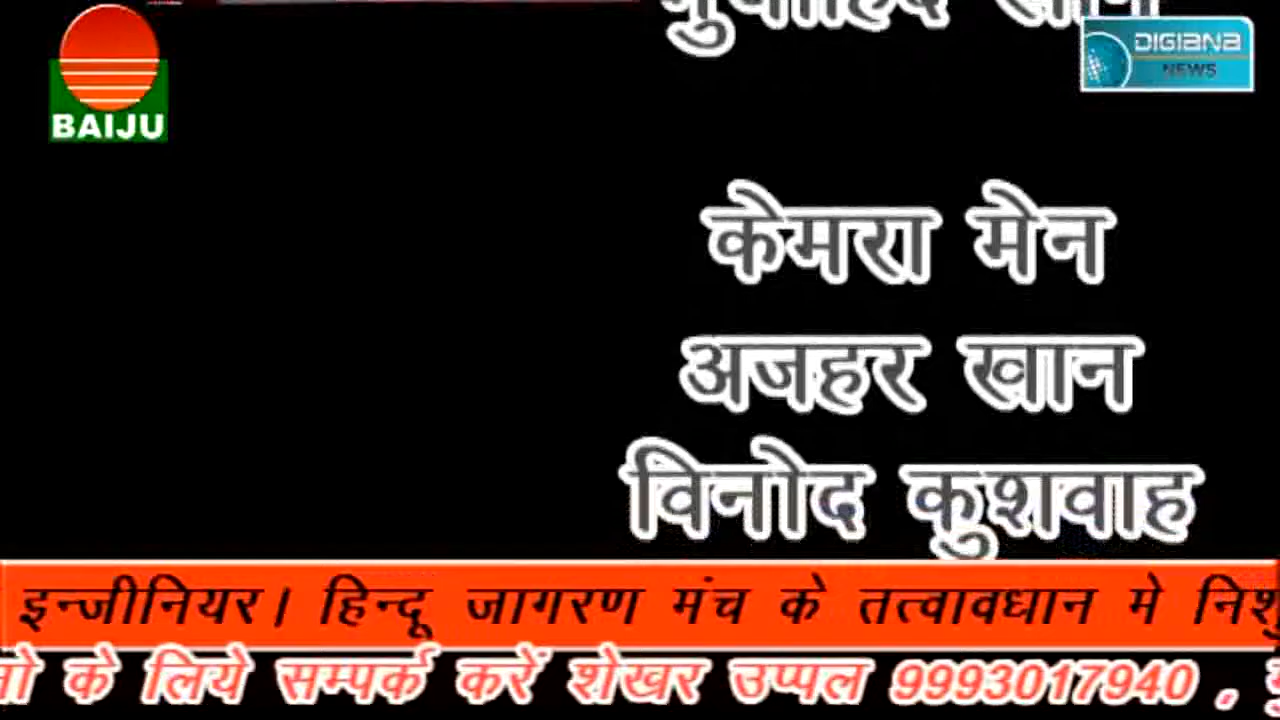 DIGIANA
NEWS
BAIJU
केमरा मेन
अजहर खान
विनोद कुशवाह
इन्जीनियर। हिन्दू जागरण मंच के तत्वावधान मे
के लिये सम्पर्क करें शेखर उप्पल 9993017940 ,